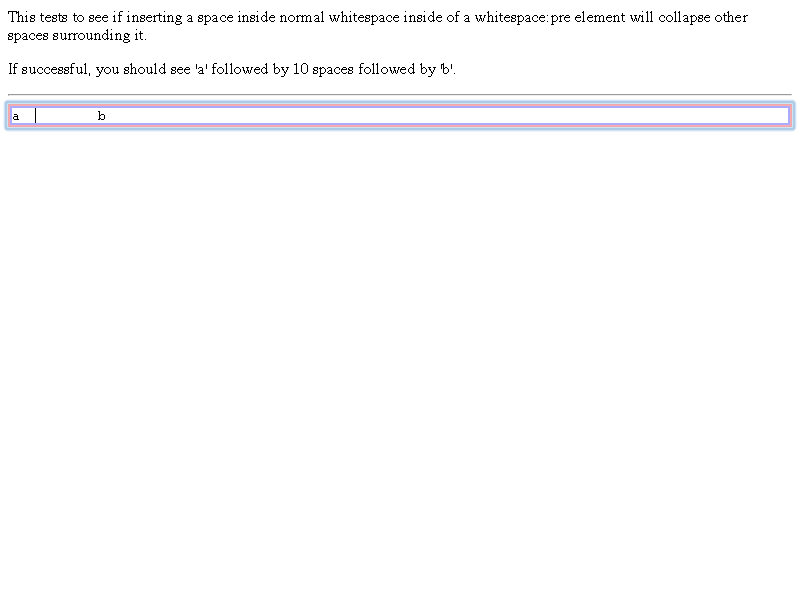 This tests to see if inserting a space inside normal whitespace inside of a whitespace:pre element will collapse other
spaces surrounding it.
If successful, you should see 'a' followed by 10 spaces followed by 'b'.
a          b